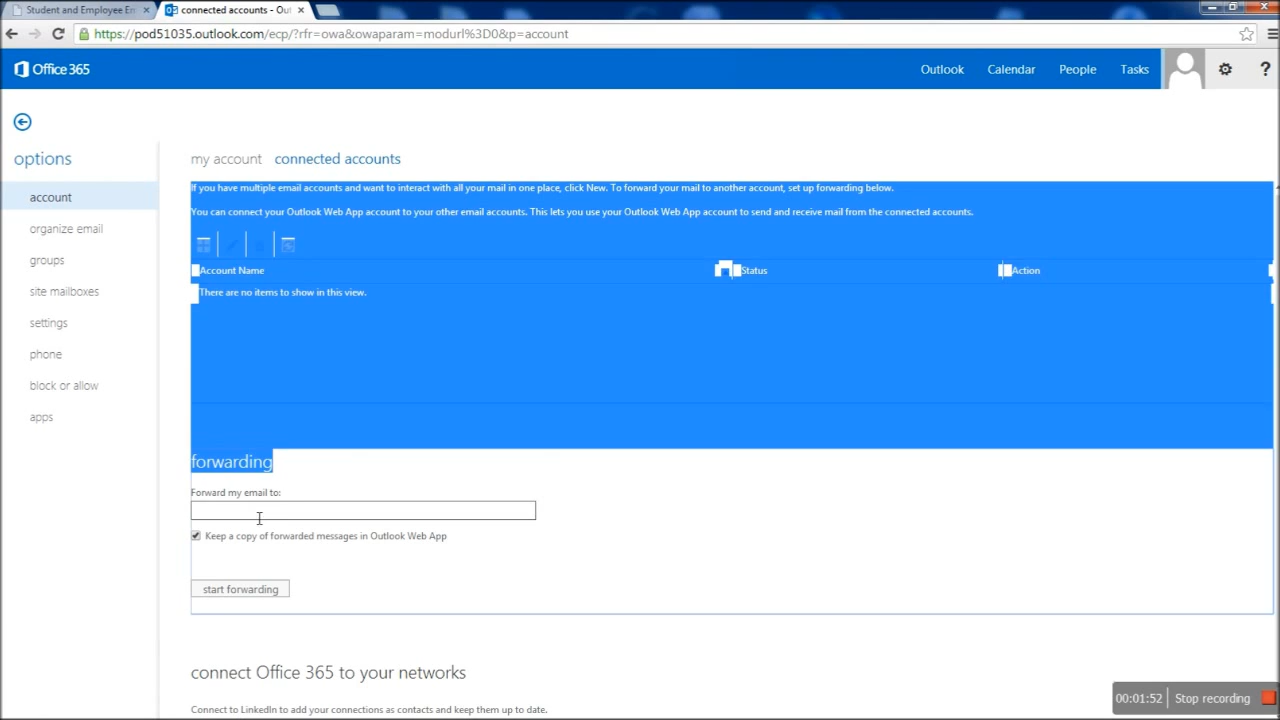 Student and Employee Em
connected accounts - Out
https://pod51035.outlook.com/ecp/?rfr=owa&owaparam=modurl%3D0&p=account
Office 365
Outlook
Calendar
People
Tasks
?
options
my account
connected accounts
account
organize email
groups
site mailboxes
settings
phone
block or allow
apps
If you have multiple email accounts and want to interact with all your mail in one place, click New. To forward your mail to another account, set up forwarding below.
You can connect your Outlook Web App account to your other email accounts. This lets you use your Outlook Web App account to send and receive mail from the connected accounts.
Account Name
Status
Action
There are no items to show in this view.
forwarding
Forward my email to:
Keep a copy of forwarded messages in Outlook Web App
start forwarding
connect Office 365 to your networks
Connect to LinkedIn to add your connections as contacts and keep them up to date.
00:01:52
Stop recording